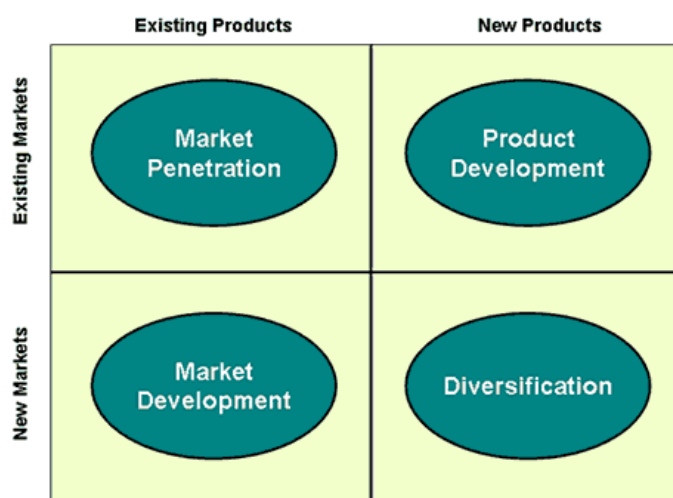 Existing Products
New Products
Existing Markets
Market
Penetration
Product
Development
New Markets
Market
Development
Diversification